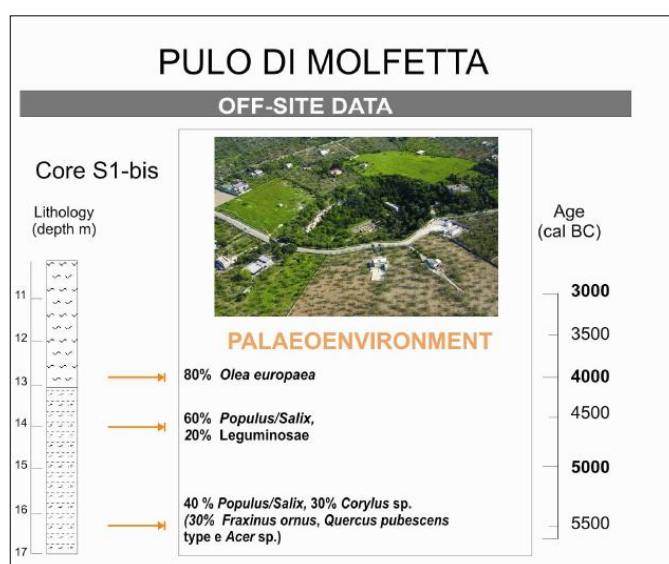 PULO DI MOLFETTA
OFF-SITE DATA
Core S1-bis
Lithology
(depth m)
11
12
13
14
15
16
17
PALAEOENVIRONMENT
80% Olea europaea
60% Populus/Salix,
20% Leguminosae
40 % Populus/Salix, 30% Corylus sp.
(30% Fraxinus ornus, Quercus pubescens
type e Acer sp.)
Age
(cal BC)
3000
3500
4000
4500
5000
5500